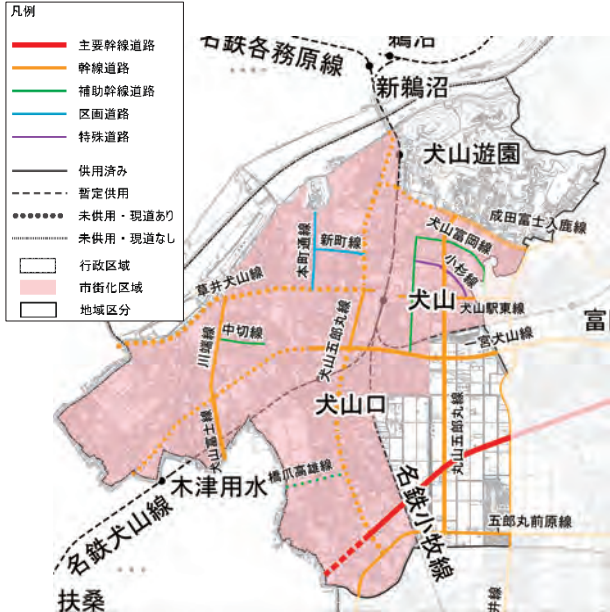 凡例
主要幹線道路
幹線道路
補助幹線道路
区画道路
特殊道路
供用済み
暫定供用
未供用・現道あり
未供用・現道なし
行政区域
市街化区域
地域区分
名鉄各務原線
鵜沼
新鵜沼
犬山遊園
成田富士入鹿線
犬山富岡線
新町線
本町通線
小杉線
草井犬山線
犬山
犬山駅東線
富
川端線
中切線
犬山五郎丸線
一宮犬山線
犬山口
丸山五郎丸線
犬山富士線
橋爪高雄線
木津用水
名鉄犬山線
名鉄小牧線
五郎丸前原線
扶桑
井線